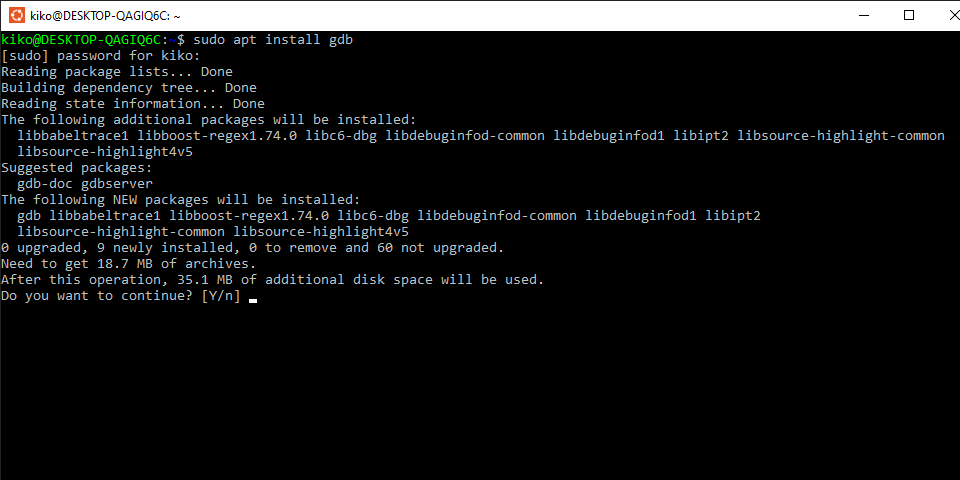 kiko@DESKTOP-QAGIQ6C: ~
kiko@DESKTOP-QAGIQ6C:~$ sudo apt install gdb
[sudo] password for kiko:
Reading package lists... Done
Building dependency tree... Done
Reading state information... Done
The following additional packages will be installed:
  libbabeltrace1 libboost-regex1.74.0 libc6-dbg libdebuginfod-common libdebuginfod1 libipt2 libsource-highlight-common
  libsource-highlight4v5
Suggested packages:
  gdb-doc gdbserver
The following NEW packages will be installed:
  gdb libbabeltrace1 libboost-regex1.74.0 libc6-dbg libdebuginfod-common libdebuginfod1 libipt2
  libsource-highlight-common libsource-highlight4v5
0 upgraded, 9 newly installed, 0 to remove and 60 not upgraded.
Need to get 18.7 MB of archives.
After this operation, 35.1 MB of additional disk space will be used.
Do you want to continue? [Y/n]